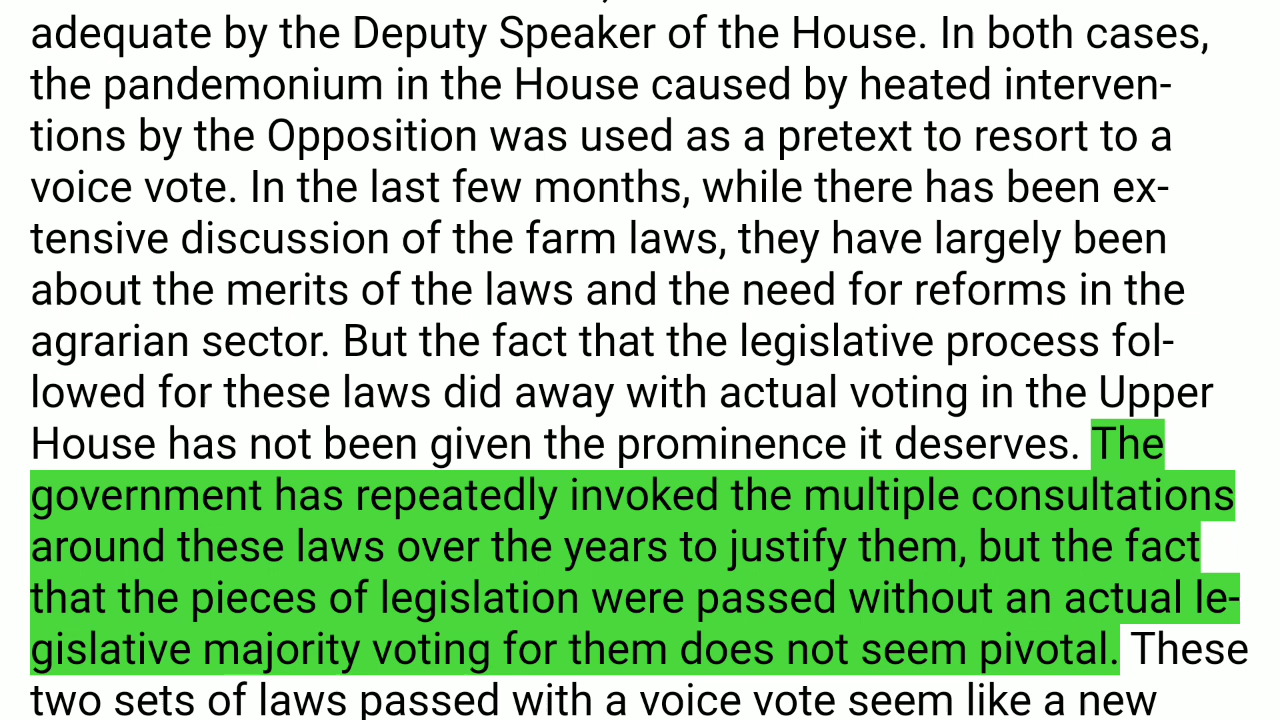 adequate by the Deputy Speaker of the House. In both cases,
the pandemonium in the House caused by heated interven-
tions by the Opposition was used as a pretext to resort to a
voice vote. In the last few months, while there has been ex-
tensive discussion of the farm laws, they have largely been
about the merits of the laws and the need for reforms in the
agrarian sector. But the fact that the legislative process fol-
lowed for these laws did away with actual voting in the Upper
House has not been given the prominence it deserves. The
government has repeatedly invoked the multiple consultations
around these laws over the years to justify them, but the fact
that the pieces of legislation were passed without an actual le-
gislative majority voting for them does not seem pivotal. These
two sets of laws passed with a voice vote seem like a new